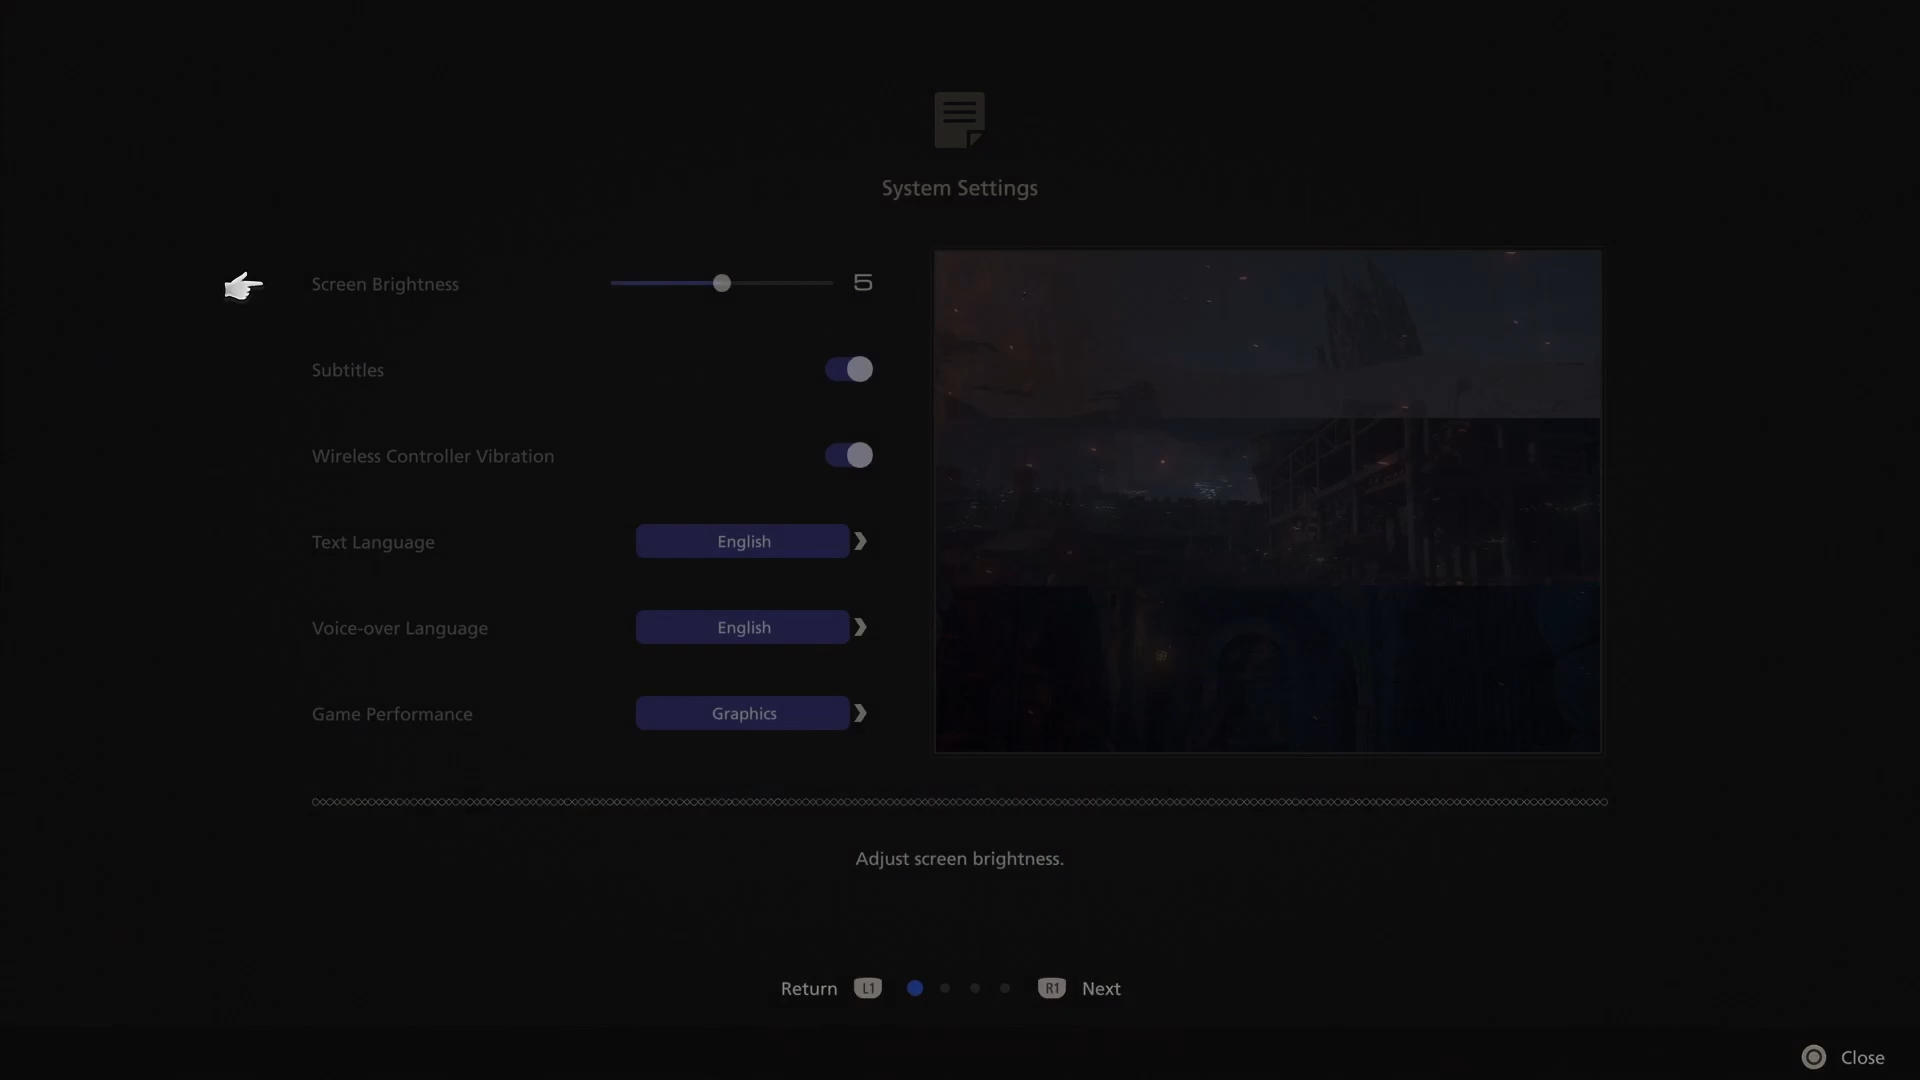 System Settings
Screen Brightness 5
Subtitles
Wireless Controller Vibration
Text Language English
Voice-over Language English
Game Performance Graphics
Adjust screen brightness.
Return L1 R1 Next
Close